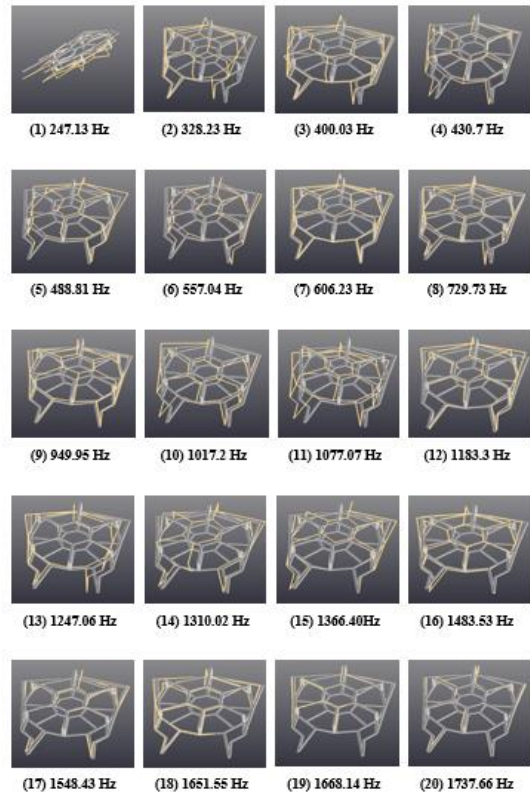 (1) 247.13 Hz (2) 328.23 Hz (3) 400.03 Hz (4) 430.7 Hz
(5) 488.81 Hz (6) 557.04 Hz (7) 606.23 Hz (8) 729.73 Hz
(9) 949.95 Hz (10) 1017.2 Hz (11) 1077.07 Hz (12) 1183.3 Hz
(13) 1247.06 Hz (14) 1310.02 Hz (15) 1366.40Hz (16) 1483.53 Hz
(17) 1548.43 Hz (18) 1651.55 Hz (19) 1668.14 Hz (20) 1737.66 Hz